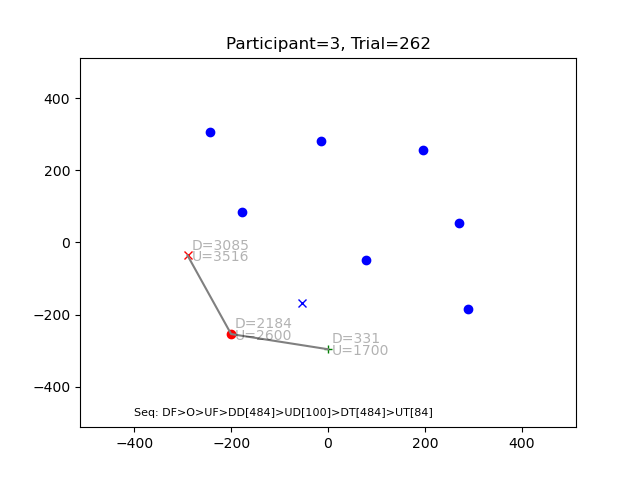 Participant=3, Trial=262
400
200
0
−200
−400
D=3085
U=3516
D=2184
U=2600
D=331
U=1700
Seq: DF>O>UF>DD[484]>UD[100]>DT[484]>UT[84]
−400 −200 0 200 400